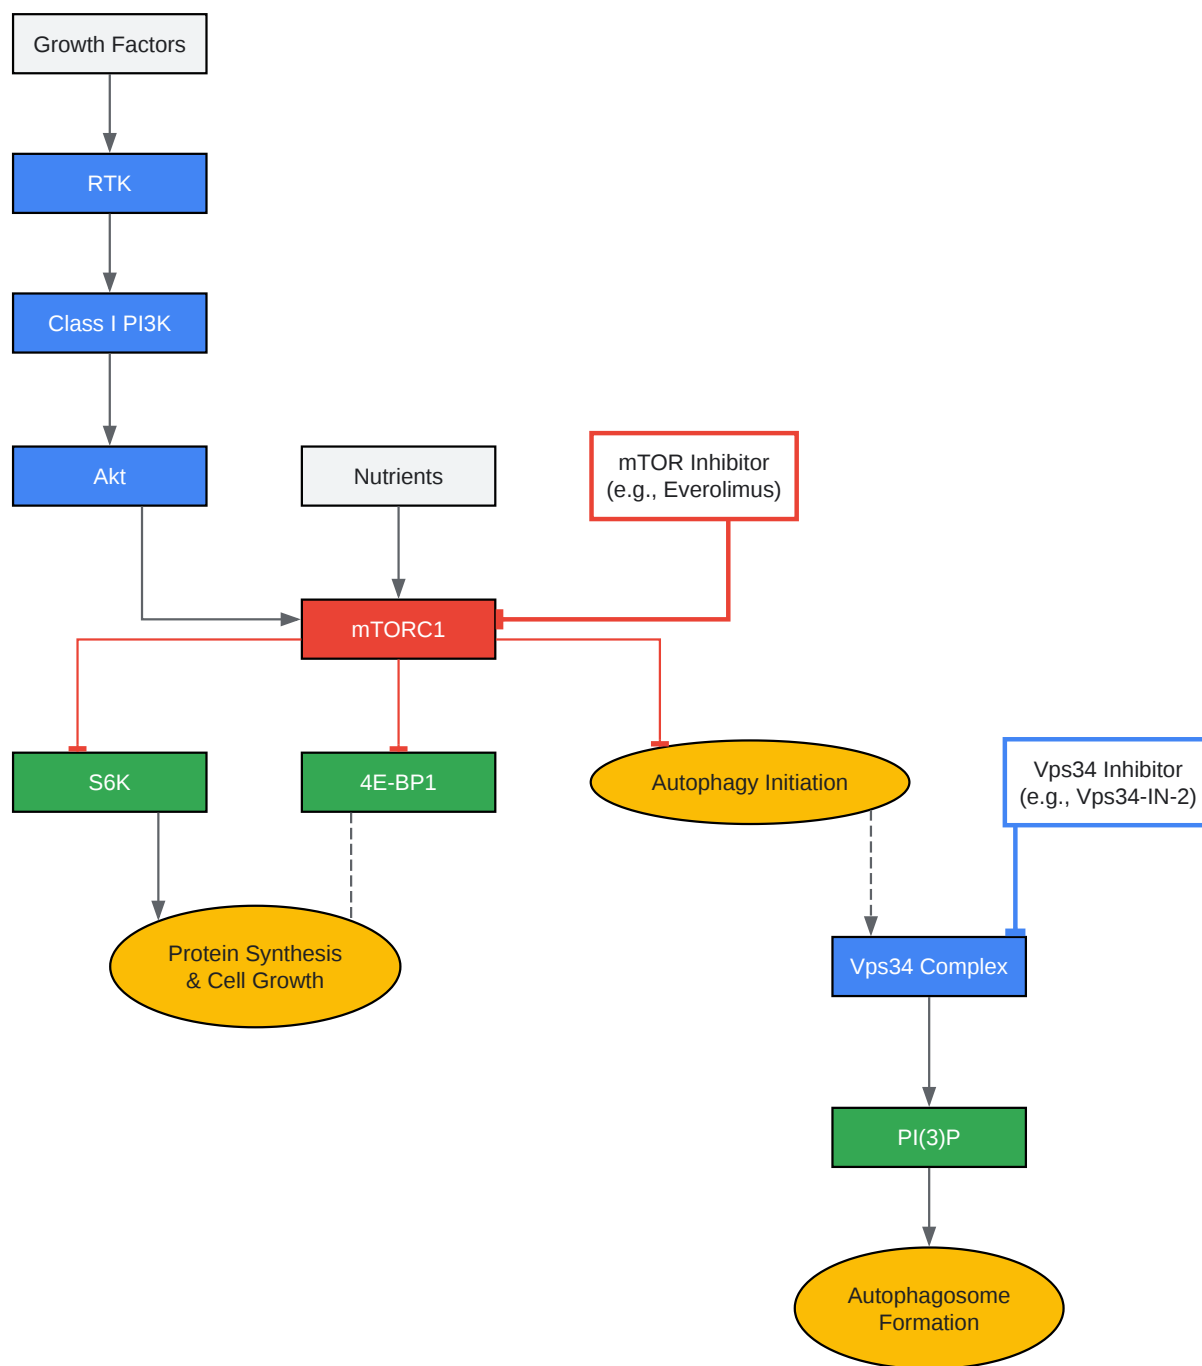 Growth Factors
RTK
Class I PI3K
Akt
Nutrients
mTOR Inhibitor
(e.g., Everolimus)
mTORC1
S6K
4E-BP1
Autophagy Initiation
Vps34 Inhibitor
(e.g., Vps34-IN-2)
Protein Synthesis
& Cell Growth
Vps34 Complex
PI(3)P
Autophagosome
Formation